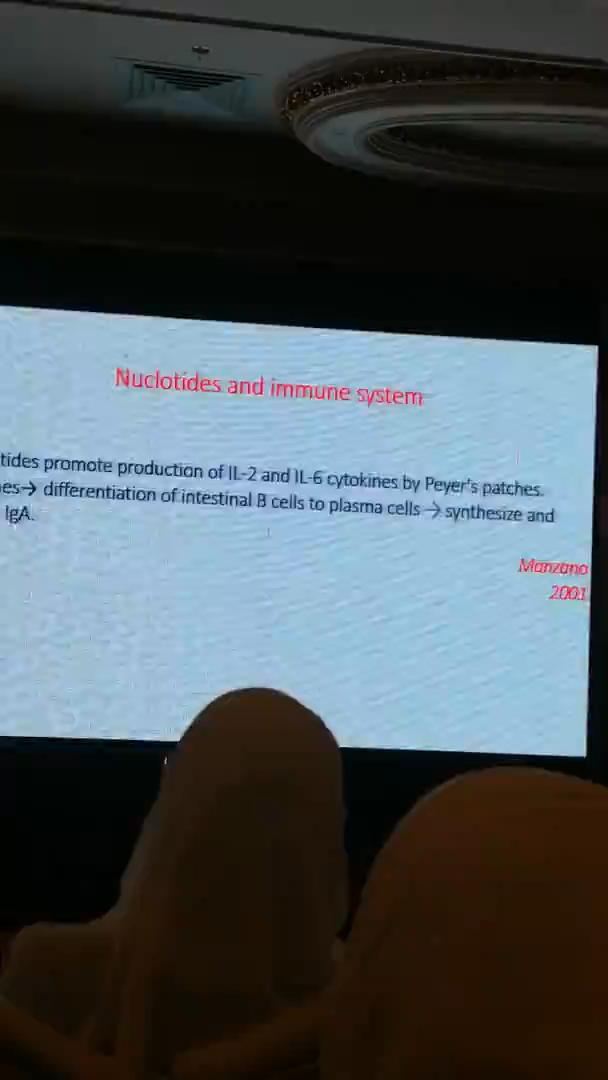 Nuclotides and immune system
tides promote production of IL-2 and IL-6 cytokines by Peyer's patches.
es→ differentiation of intestinal B cells to plasma cells → synthesize and
IgA.
Manzano
2001